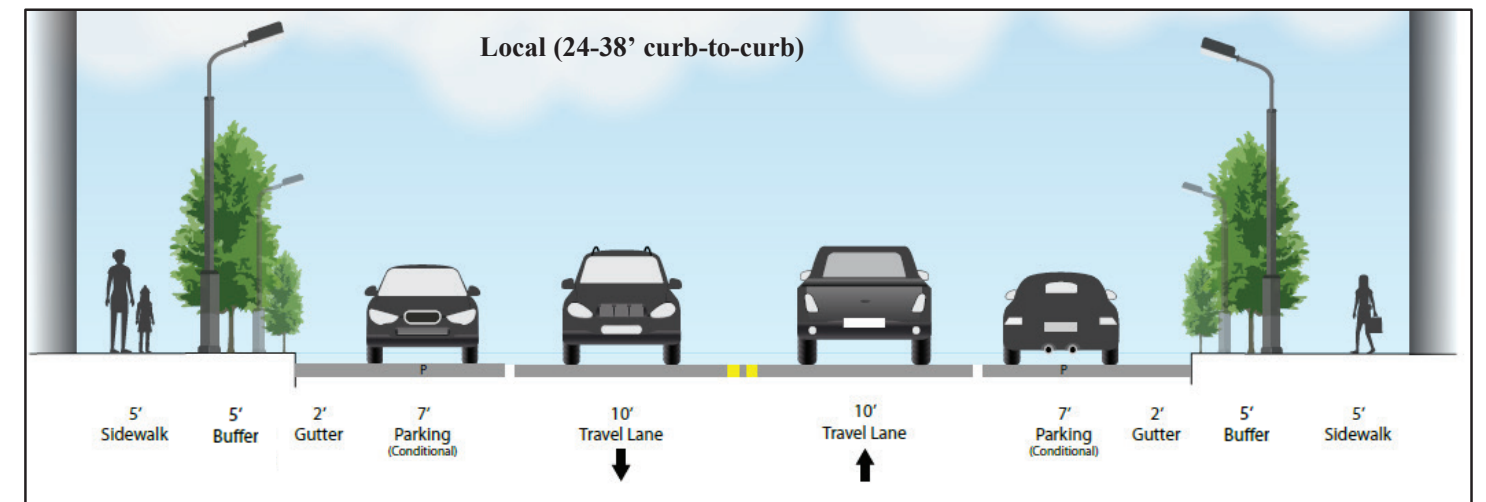 Local (24-38’ curb-to-curb)
P
P
5’
Sidewalk
5’
Buffer
2’
Gutter
7’
Parking
(Conditional)
10’
Travel Lane
10’
Travel Lane
7’
Parking
(Conditional)
2’
Gutter
5’
Buffer
5’
Sidewalk